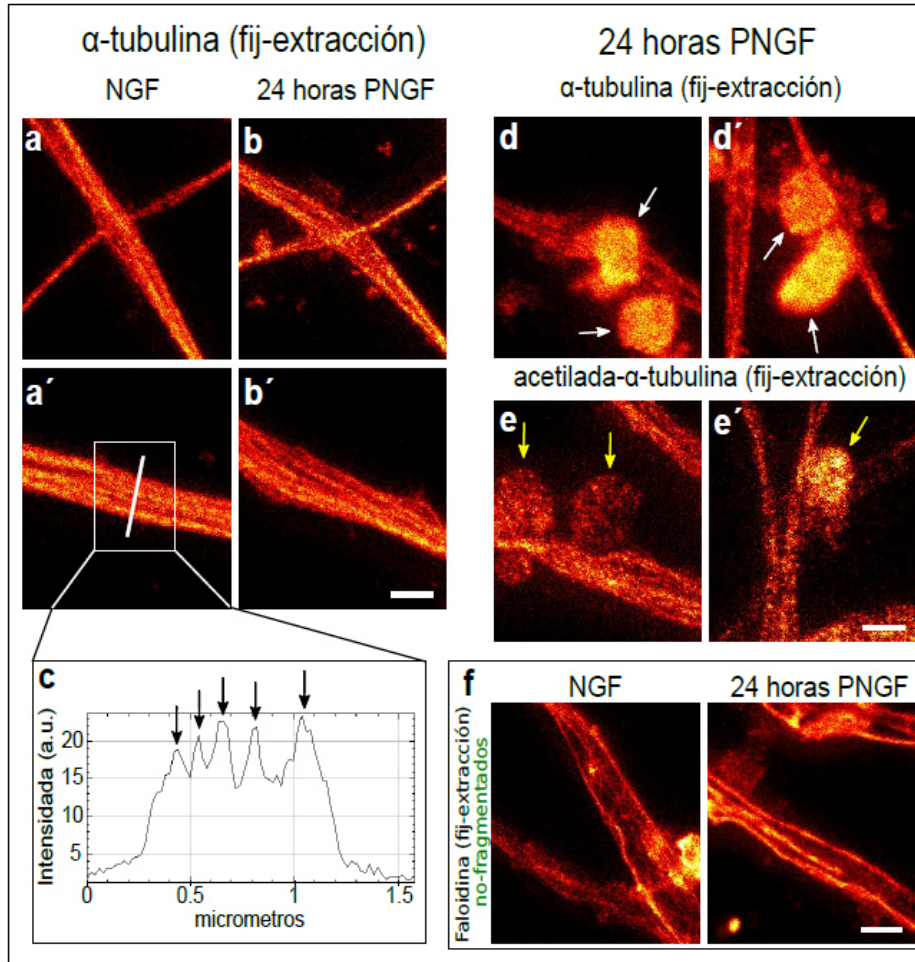 α-tubulina (fij-extracción)
NGF
24 horas PNGF
a
b
a´
b´
24 horas PNGF
α-tubulina (fij-extracción)
d
d´
acetilada-α-tubulina (fij-extracción)
e
e´
c
Intensidada (a.u.)
20
15
10
5
0
0.5
1
1.5
micrometros
f
NGF
24 horas PNGF
Faloidina (fij-extracción)
no-fragmentados